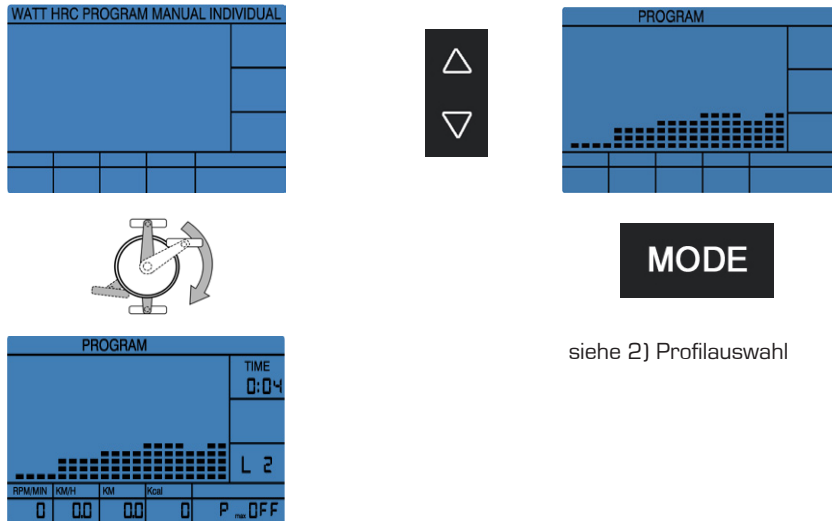 WATT HRC PROGRAM MANUAL INDIVIDUAL
PROGRAM
TIME
0:04
L 2
RPM/MIN KM/H KM Kcal
0 0.0 0.0 0 P max OFF
PROGRAM
MODE
siehe 2) Profilauswahl